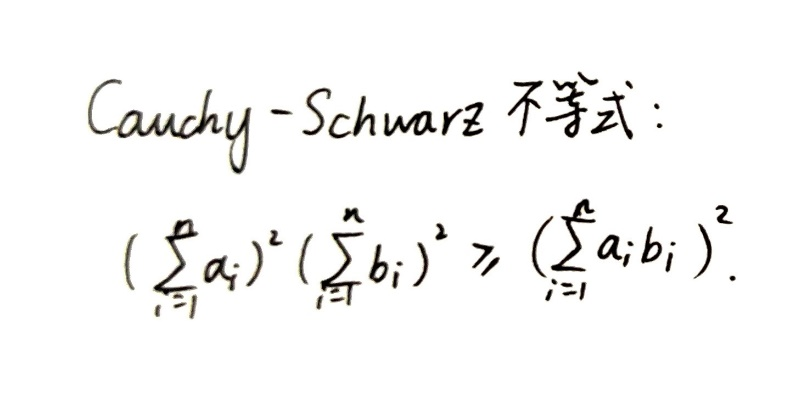 Cauchy-Schwarz 不等式:
(∑_{i=1}^{n} a_i)² (∑_{i=1}^{n} b_i)² ⩾ (∑_{i=1}^{n} a_i b_i)².